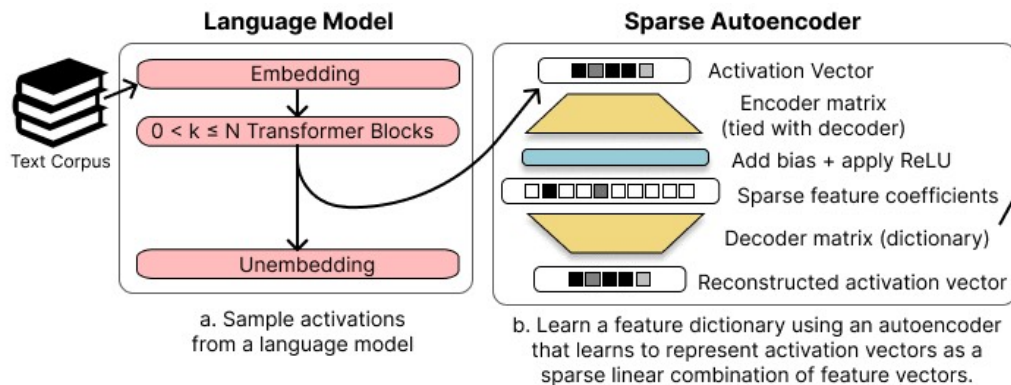 Language Model
Text Corpus
Embedding
0 < k ≤ N Transformer Blocks
Unembedding
a. Sample activations
from a language model
Sparse Autoencoder
Activation Vector
Encoder matrix
(tied with decoder)
Add bias + apply ReLU
Sparse feature coefficients
Decoder matrix (dictionary)
Reconstructed activation vector
b. Learn a feature dictionary using an autoencoder
that learns to represent activation vectors as a
sparse linear combination of feature vectors.